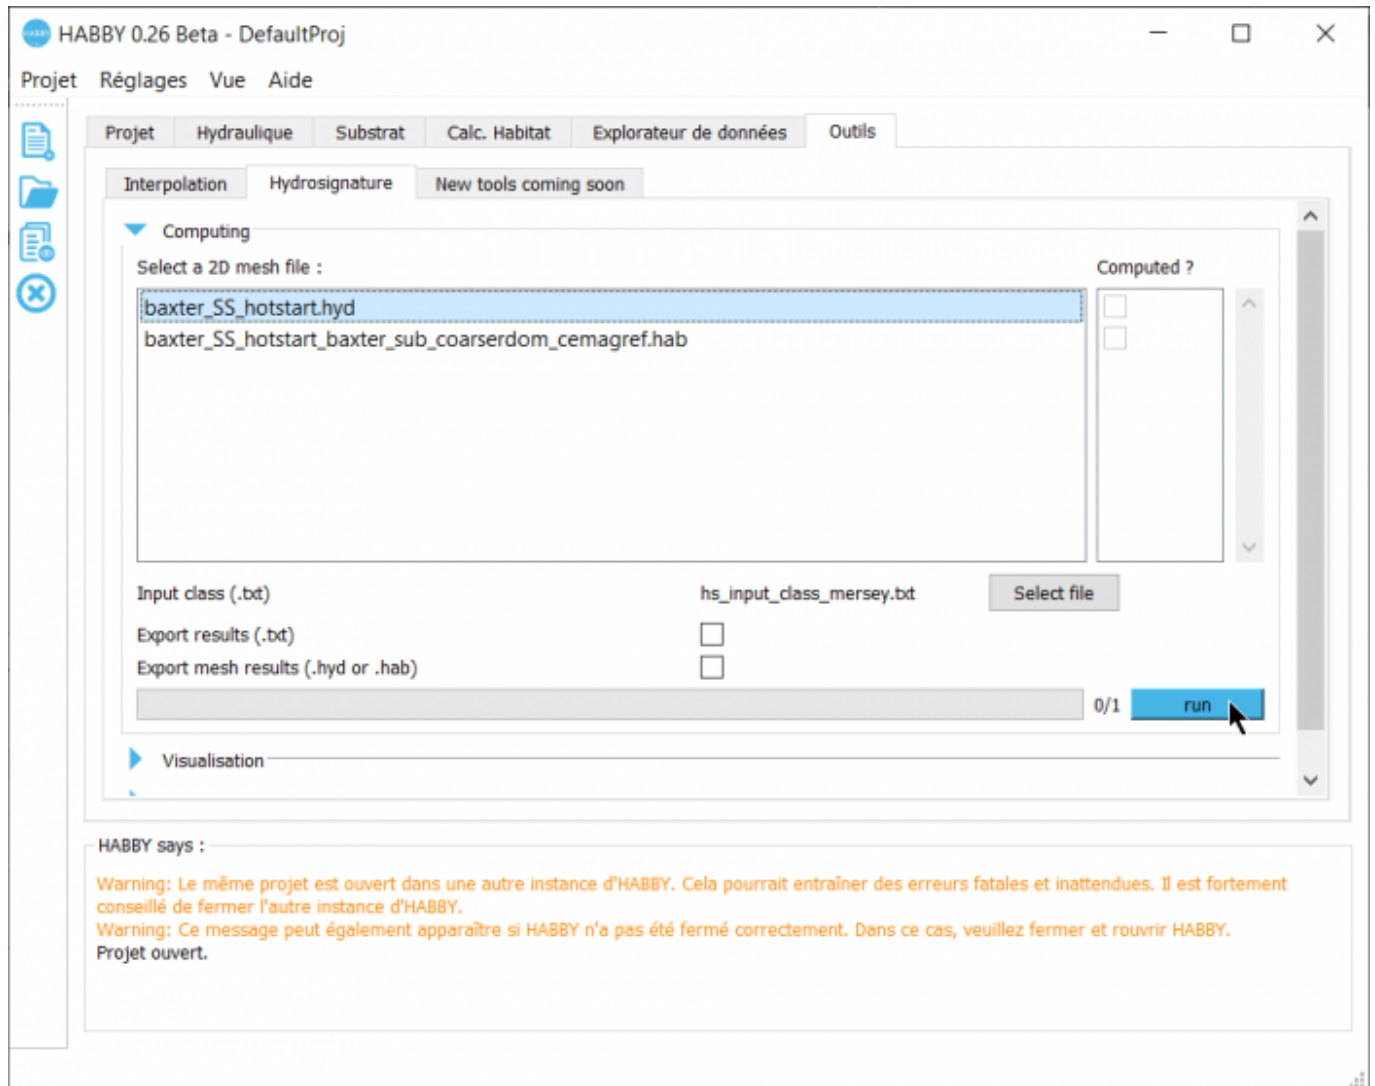 HABBY 0.26 Beta - DefaultProj
Projet Réglages Vue Aide
Projet Hydraulique Substrat Calc. Habitat Explorateur de données Outils
Interpolation Hydrosignature New tools coming soon
Computing
Select a 2D mesh file : Computed ?
baxter_SS_hotstart.hyd
baxter_SS_hotstart_baxter_sub_coarserdom_cemagref.hab
Input class (.txt) hs_input_class_mersey.txt Select file
Export results (.txt)
Export mesh results (.hyd or .hab)
0/1 run
Visualisation
HABBY says :
Warning: Le même projet est ouvert dans une autre instance d'HABBY. Cela pourrait entraîner des erreurs fatales et inattendues. Il est fortement
conseillé de fermer l'autre instance d'HABBY.
Warning: Ce message peut également apparaître si HABBY n'a pas été fermé correctement. Dans ce cas, veuillez fermer et rouvrir HABBY.
Projet ouvert.